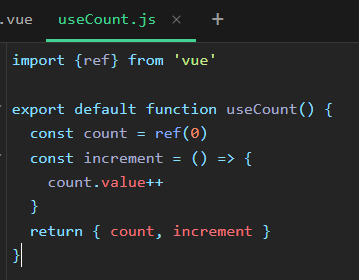 .vue useCount.js × +
import {ref} from 'vue'
export default function useCount() {
  const count = ref(0)
  const increment = () => {
    count.value++
  }
  return { count, increment }
}